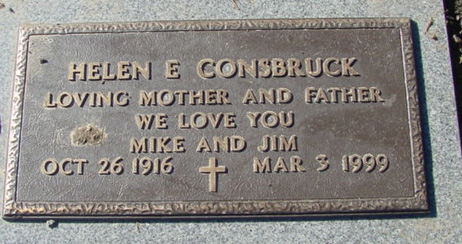 HELEN E CONSBRUCK
LOVING MOTHER AND FATHER
WE LOVE YOU
MIKE AND JIM
OCT 26 1916 MAR 3 1999